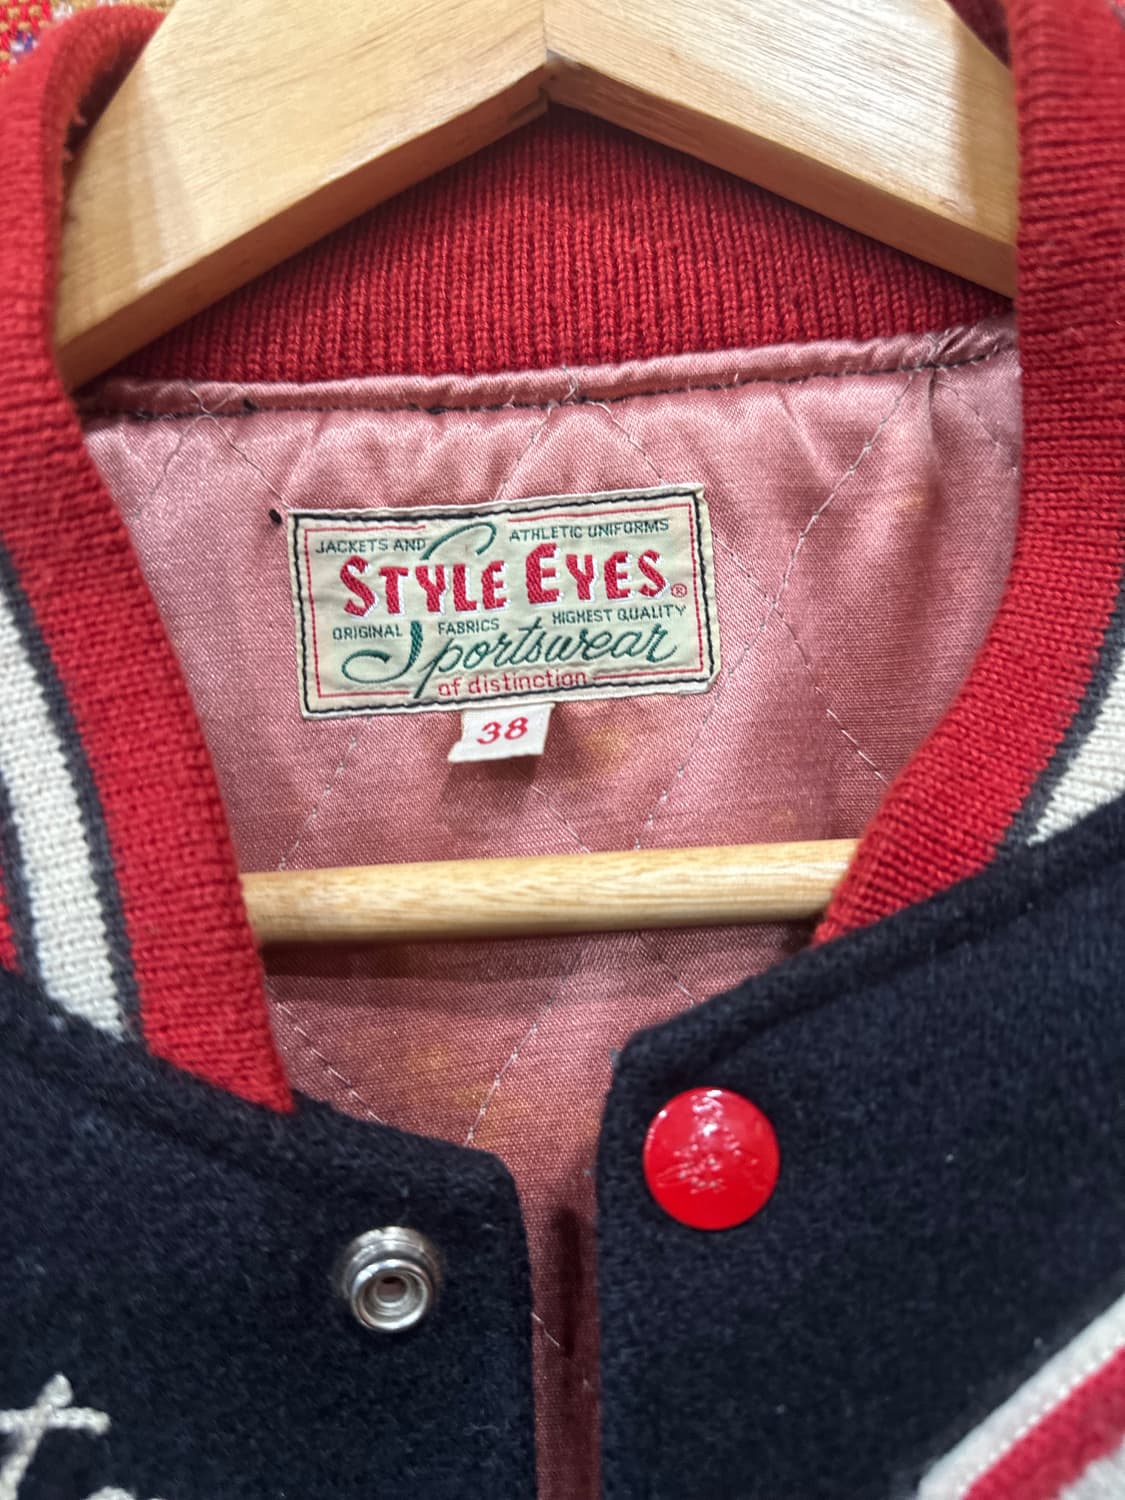 JACKETS AND ATHLETIC UNIFORMS
STYLE EYES®
ORIGINAL FABRICS HIGHEST QUALITY
Sportswear
of distinction
38